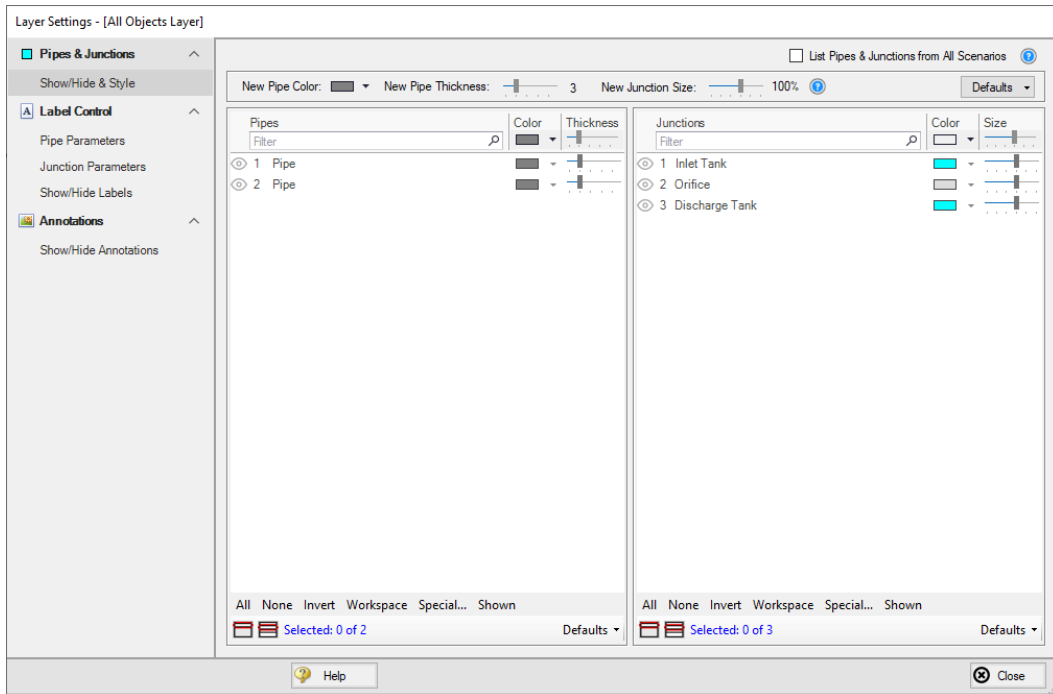 Layer Settings - [All Objects Layer]
Pipes & Junctions
Show/Hide & Style
A Label Control
Pipe Parameters
Junction Parameters
Show/Hide Labels
Annotations
Show/Hide Annotations
List Pipes & Junctions from All Scenarios ?
New Pipe Color: New Pipe Thickness: 3 New Junction Size: 100% ? Defaults
Pipes Color Thickness
Filter
1 Pipe
2 Pipe
All None Invert Workspace Special... Shown
Selected: 0 of 2 Defaults
Junctions Color Size
Filter
1 Inlet Tank
2 Orifice
3 Discharge Tank
All None Invert Workspace Special... Shown
Selected: 0 of 3 Defaults
? Help
Close